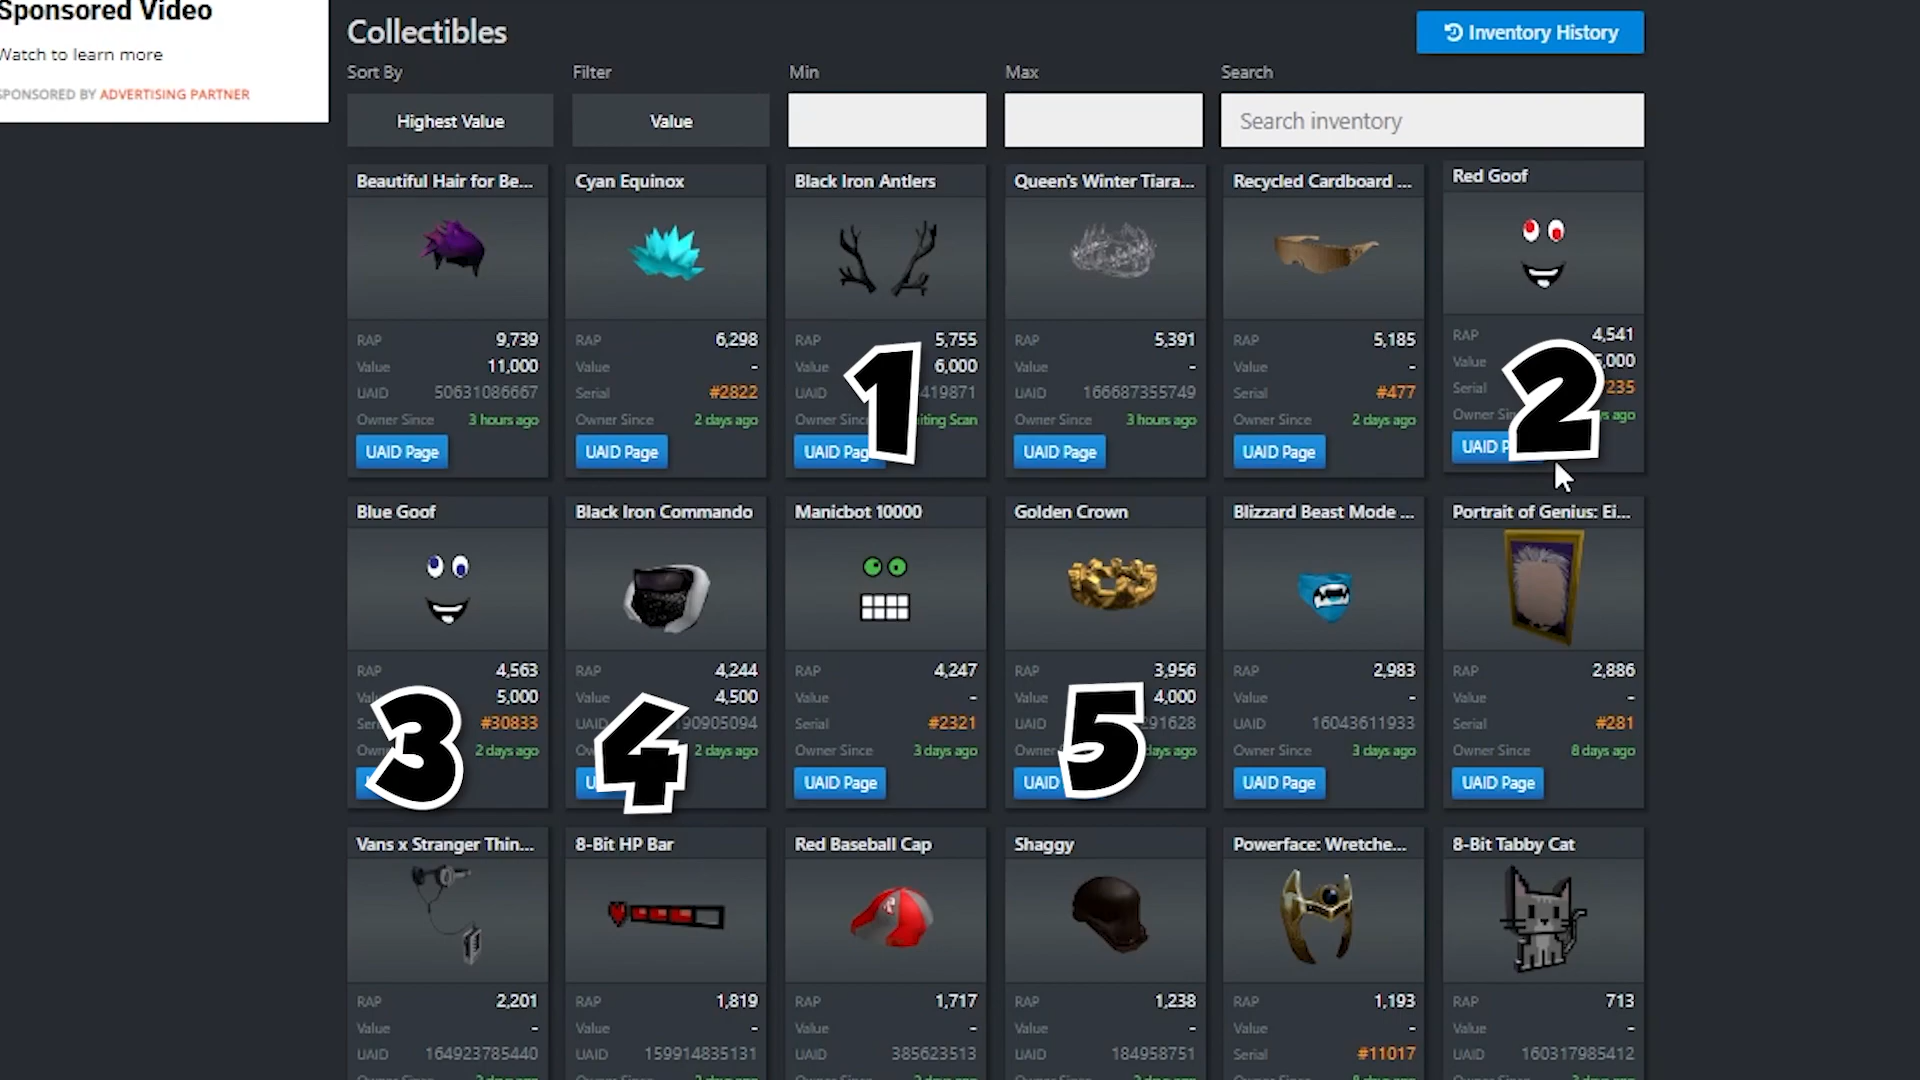 Sponsored Video
Watch to learn more
SPONSORED BY ADVERTISING PARTNER
Collectibles
Inventory History
Sort By Filter Min Max Search
Highest Value Value Search inventory
Beautiful Hair for Be... Cyan Equinox Black Iron Antlers Queen's Winter Tiara... Recycled Cardboard ... Red Goof
RAP 9,739 RAP 6,298 RAP 5,755 RAP 5,391 RAP 5,185 RAP 4,541
Value 11,000 Value - Value 6,000 Value - Value - Value
UAID 50631086667 Serial #2822 UAID 419871 UAID 166687355749 Serial #477 Serial 235
Owner Since 3 hours ago Owner Since 2 days ago Owner Since Scan Owner Since 3 hours ago Owner Since 2 days ago Owner ago
UAID Page UAID Page UAID UAID Page UAID Page UAID
1 2
Blue Goof Black Iron Commando Manicbot 10000 Golden Crown Blizzard Beast Mode ... Portrait of Genius: Ei...
RAP 4,563 RAP 4,244 RAP 4,247 RAP 3,956 RAP 2,983 RAP 2,886
5,000 Value 4,500 Value - Value 4,000 Value - Value -
#30833 UAID 190905094 Serial #2321 UAID 291628 UAID 16043611933 Serial #281
2 days ago 2 days ago Owner Since 3 days ago Owner days ago Owner Since 3 days ago Owner Since 8 days ago
UAID Page UAID UAID Page UAID Page
3 4 5
Vans x Stranger Thin... 8-Bit HP Bar Red Baseball Cap Shaggy Powerface: Wretche... 8-Bit Tabby Cat
RAP 2,201 RAP 1,819 RAP 1,717 RAP 1,238 RAP 1,193 RAP 713
Value - Value - Value - Value - Value - Value -
UAID 164923785440 UAID 159914835131 UAID 385623513 UAID 184958751 Serial #11017 UAID 160317985412